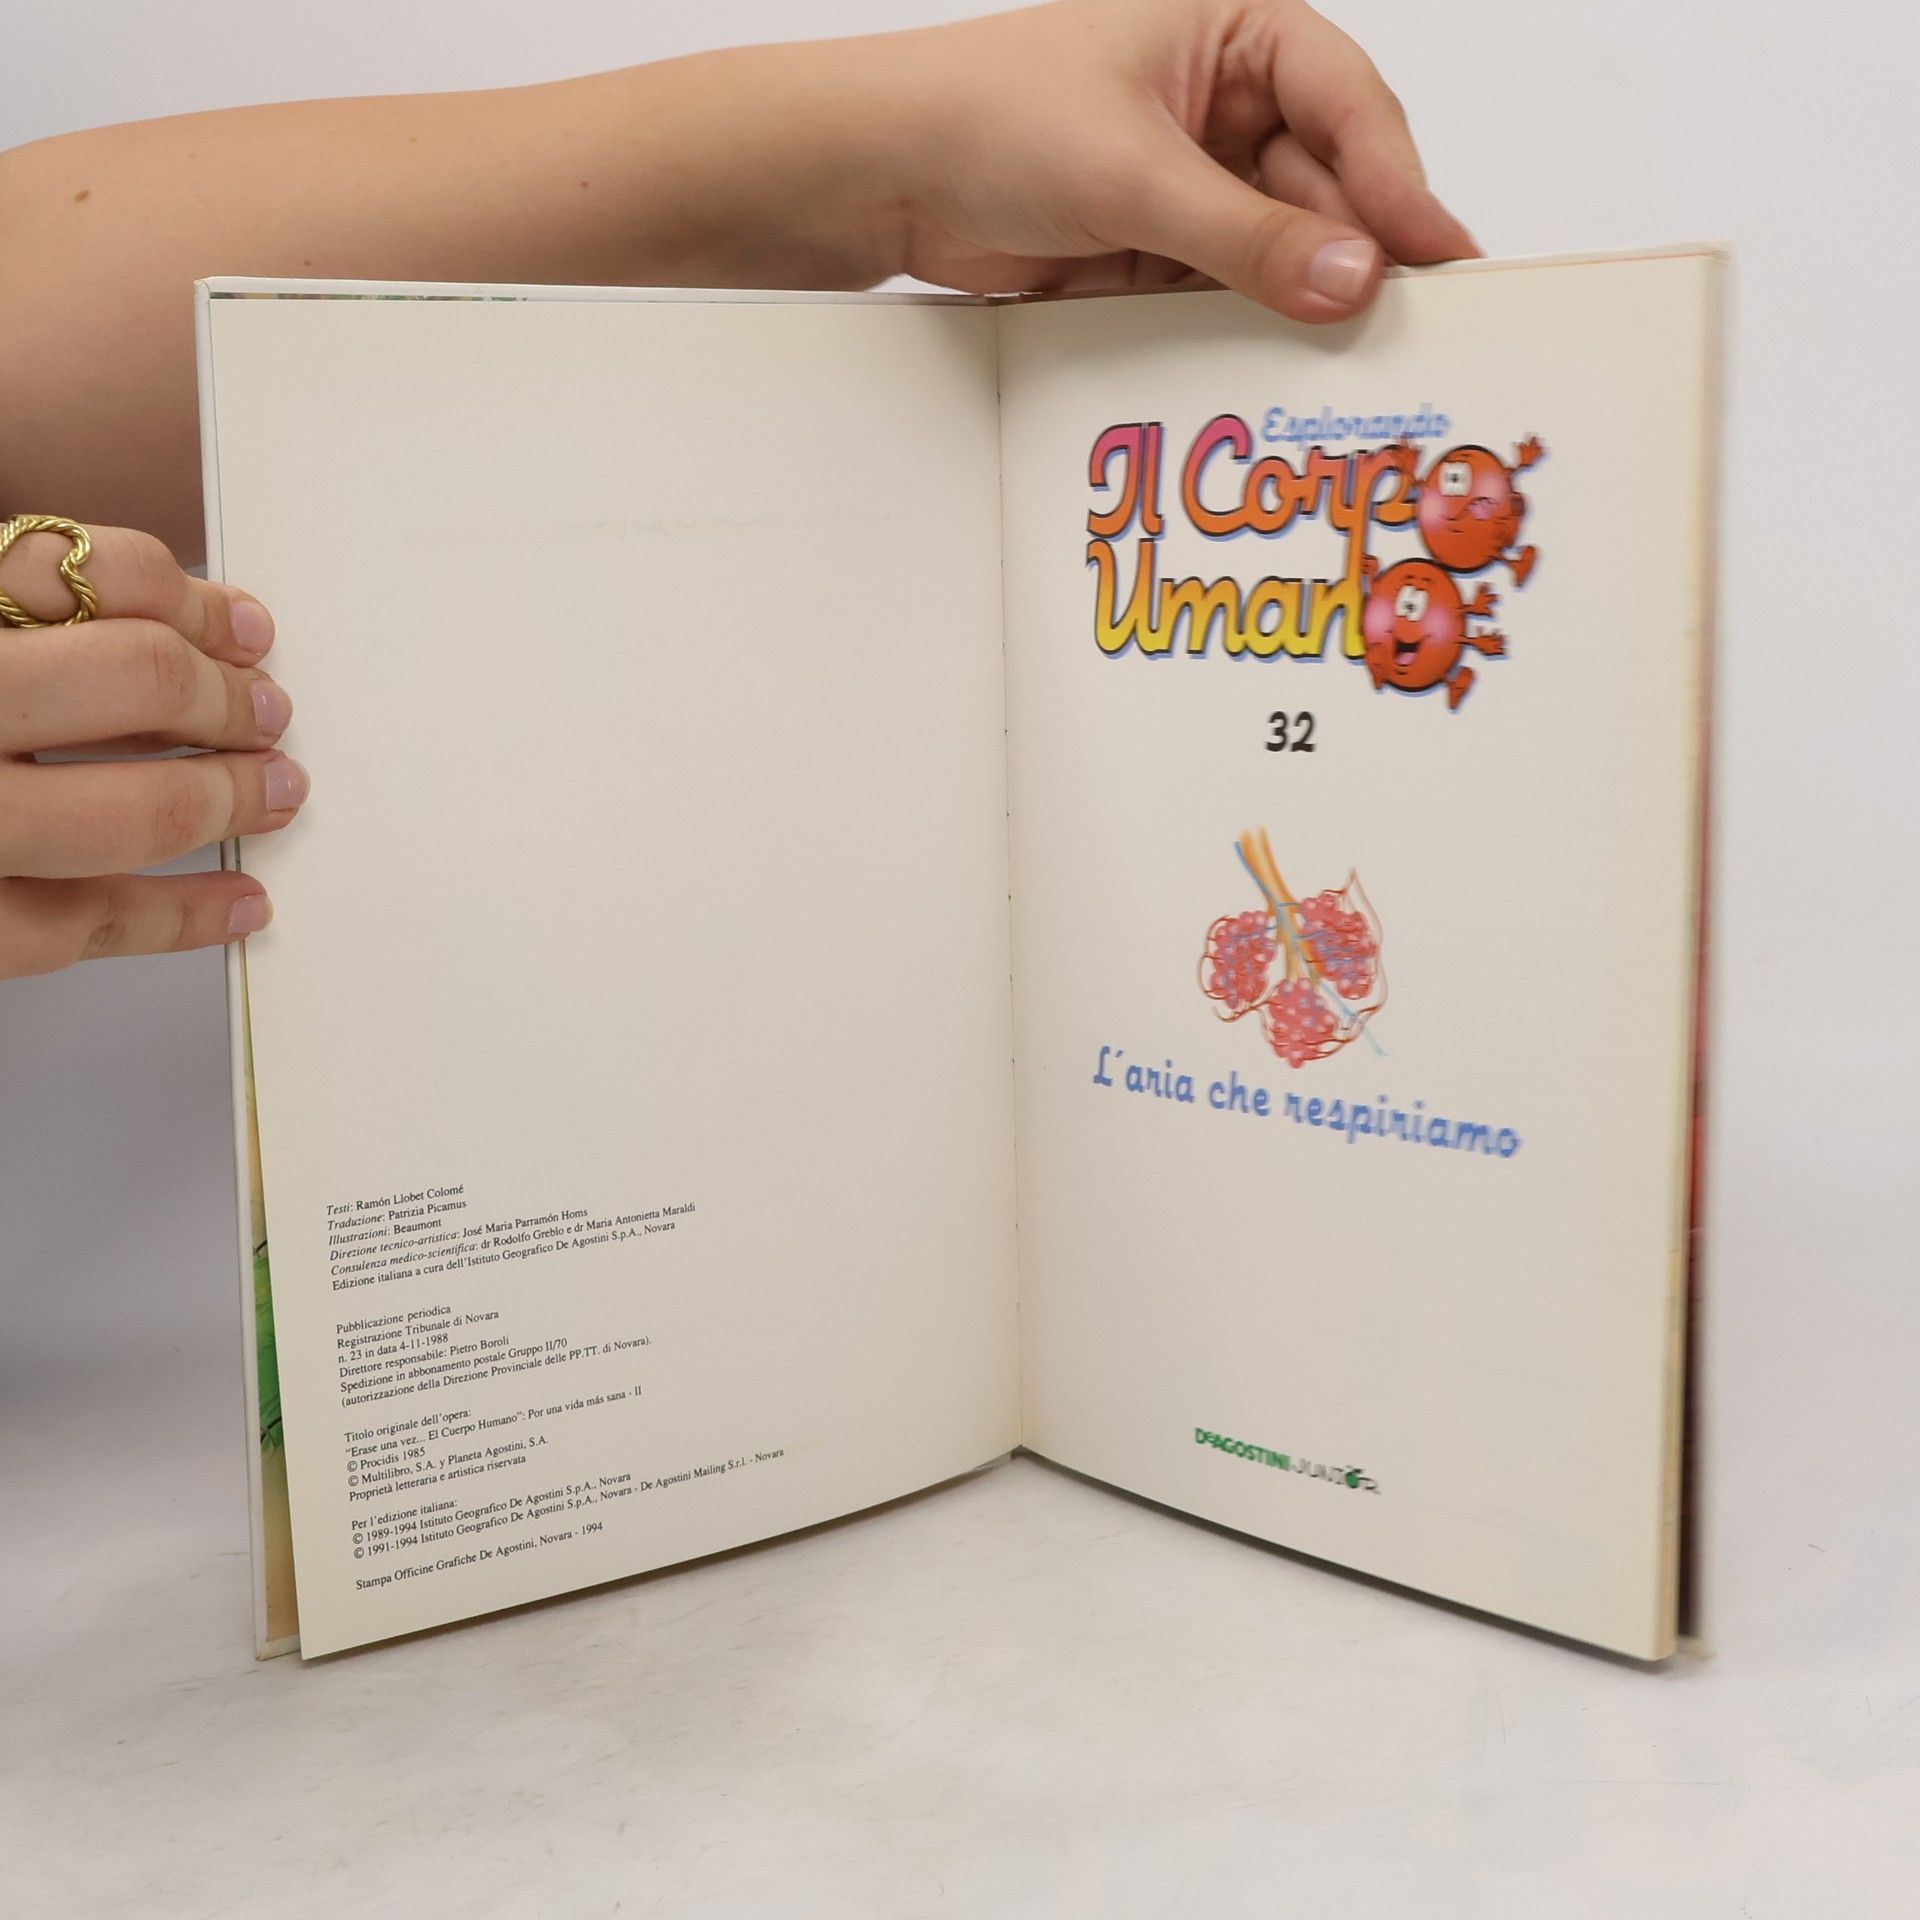 Testi: Ramón Llobet Colomé
Traduzione: Patrizia Picamus
Illustrazioni: Beaumont
Direzione tecnico-artistica: José Maria Parramón Homs
Consulenza medico-scientifica: dr Rodolfo Greblo e dr Maria Antonietta Maraldi
Edizione italiana a cura dell'Istituto Geografico De Agostini S.p.A., Novara
Pubblicazione periodica
Registrazione Tribunale di Novara
n. 23 in data 4-11-1988
Direttore responsabile: Pietro Boroli
Spedizione in abbonamento postale Gruppo II/70
(autorizzazione della Direzione Provinciale delle PP.TT. di Novara).
Titolo originale dell'opera:
"Erase una vez... El Cuerpo Humano": Por una vida más sana - II
© Procidis 1985
© Multilibro, S.A. y Planeta Agostini, S.A.
Proprietà letteraria e artistica riservata
Per l'edizione italiana:
© 1989-1994 Istituto Geografico De Agostini S.p.A., Novara
© 1991-1994 Istituto Geografico De Agostini S.p.A., Novara - De Agostini Mailing S.r.l. - Novara
Stampa Officine Grafiche De Agostini, Novara - 1994
Esplorando
Il Corpo
Umano
32
L'aria che respiriamo
DEAGOSTINI JUNIOR